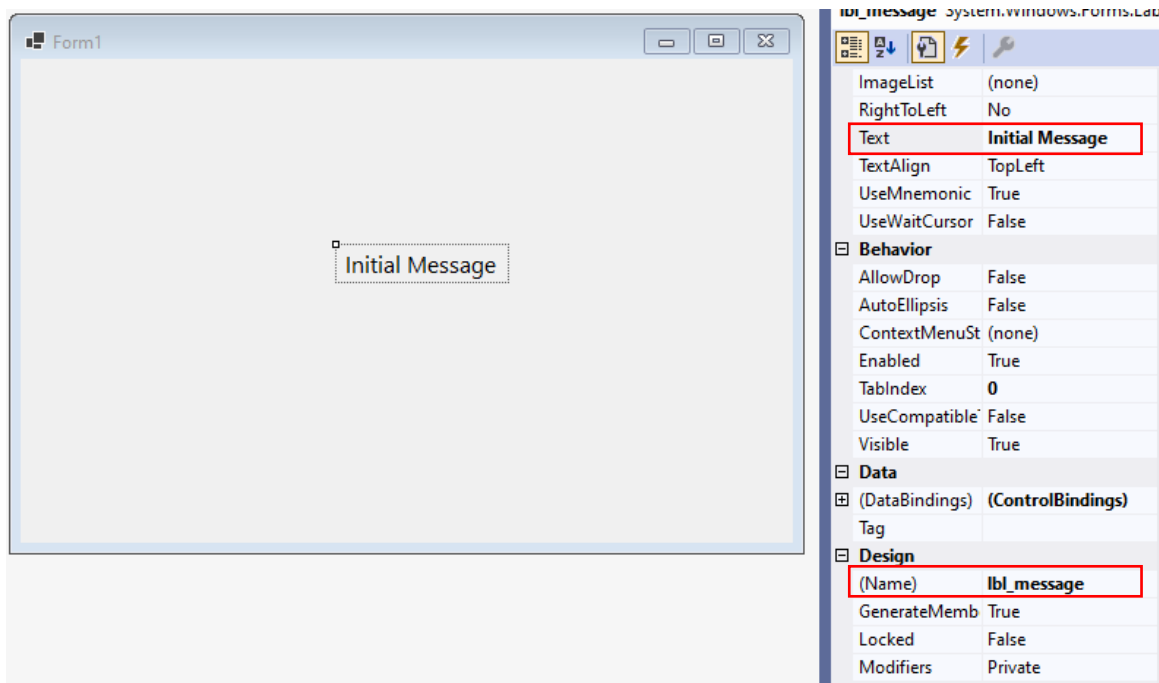 Form1
Initial Message
lbl_message System.Windows.Forms.Lab
ImageList (none)
RightToLeft No
Text Initial Message
TextAlign TopLeft
UseMnemonic True
UseWaitCursor False
Behavior
AllowDrop False
AutoEllipsis False
ContextMenuSt (none)
Enabled True
TabIndex 0
UseCompatible False
Visible True
Data
(DataBindings) (ControlBindings)
Tag
Design
(Name) lbl_message
GenerateMemb True
Locked False
Modifiers Private